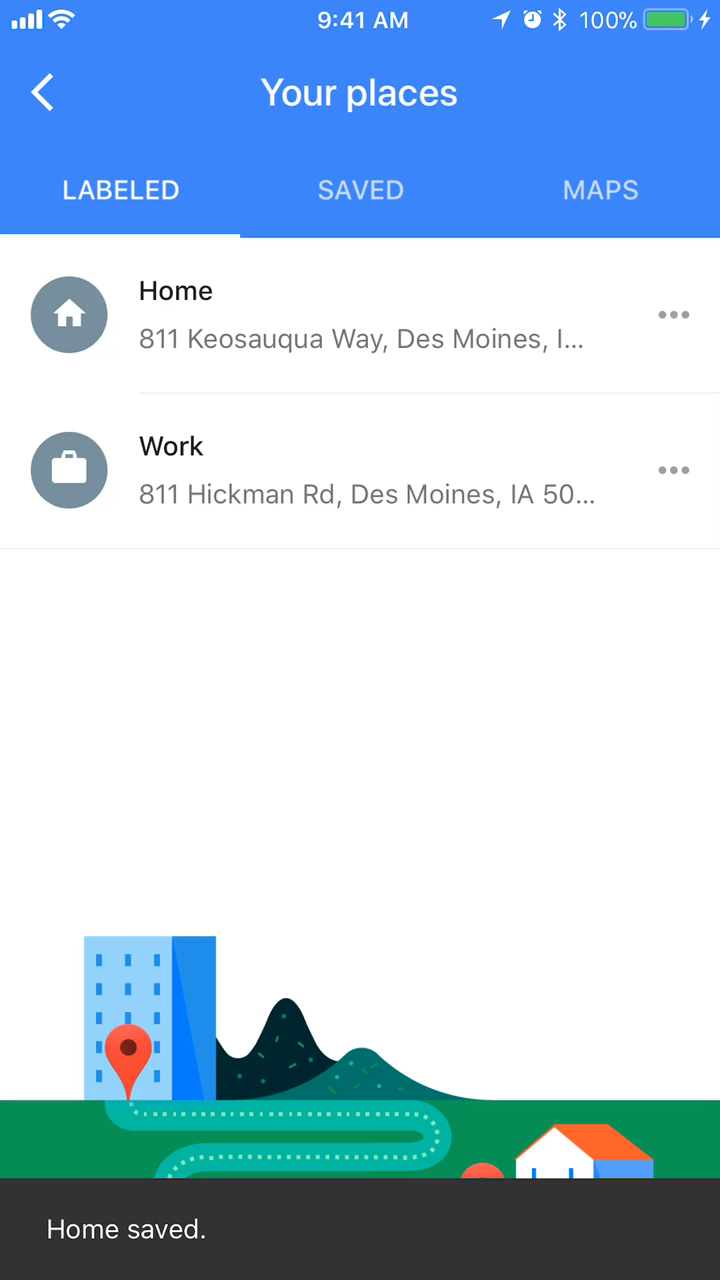 9:41 AM
100%
Your places
LABELED
SAVED
MAPS
Home
811 Keosauqua Way, Des Moines, I...
Work
811 Hickman Rd, Des Moines, IA 50...
Home saved.